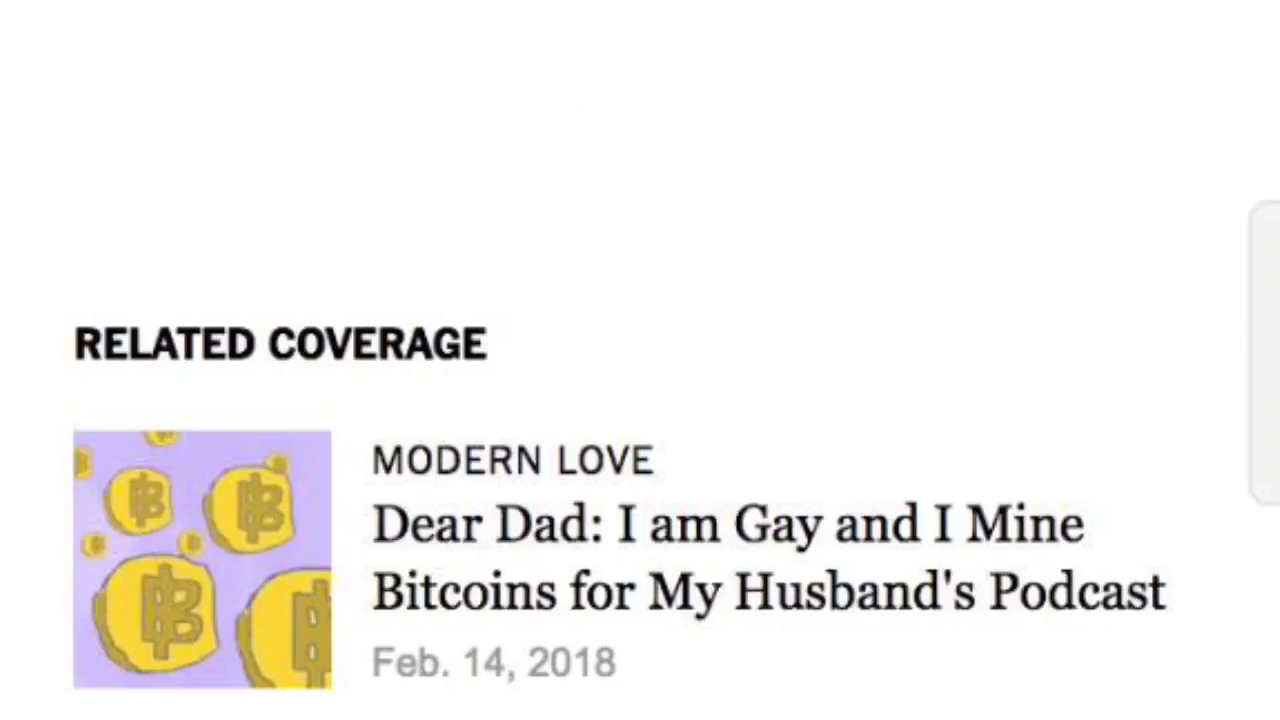 RELATED COVERAGE
MODERN LOVE
Dear Dad: I am Gay and I Mine
Bitcoins for My Husband's Podcast
Feb. 14, 2018